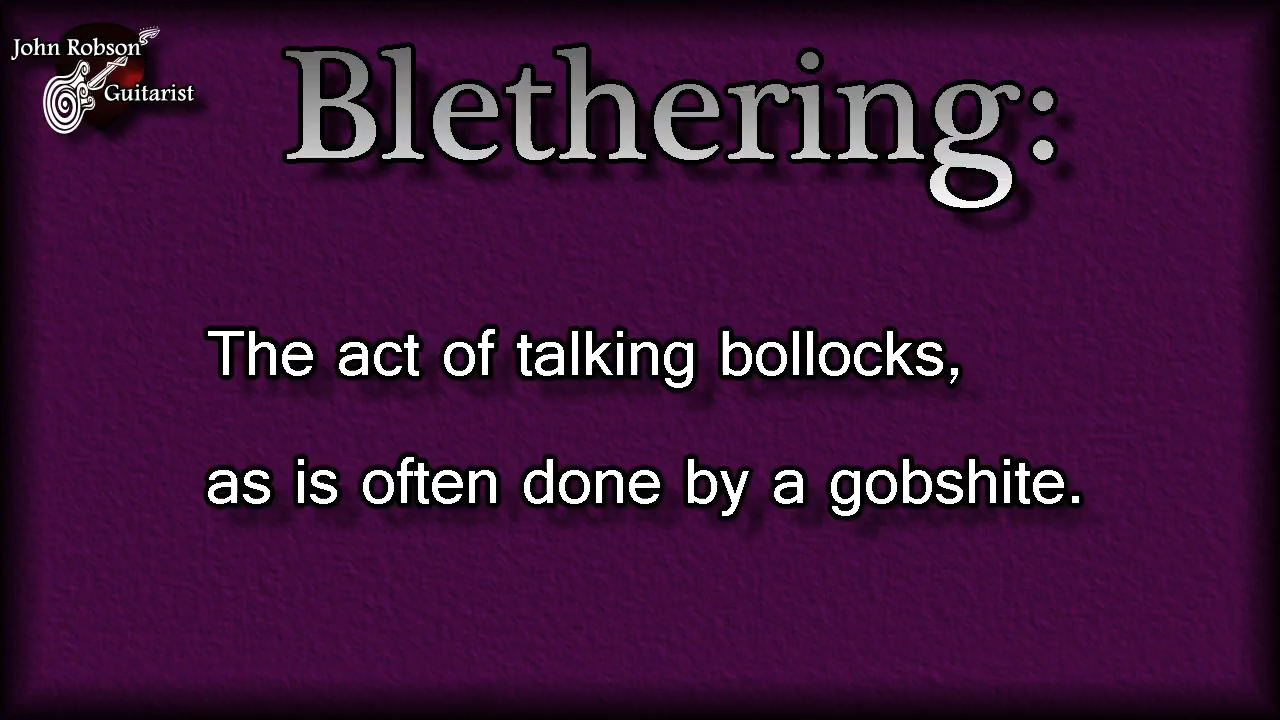 John Robson
Guitarist
Blethering:
The act of talking bollocks,
as is often done by a gobshite.